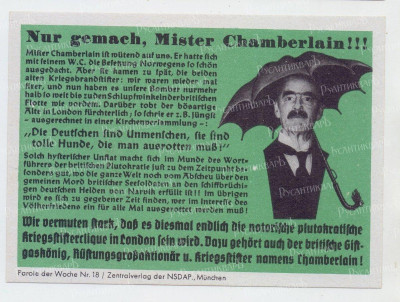 Nur gemach, Mister Chamberlain!!!
Mister Chamberlain ist wütend auf uns. Er hatte sich
mit seinem W.C. die Besetzung Norwegens so schön
ausgedacht. Aber sie kamen zu spät, die beiden
alten Kriegsbrandstifter: wir waren wieder mal
fixer, und nun haben es unsere Bomber nunmehr
halb so weit bis zu den Schlupfwinkeln der britischen
Flotte wie vordem. Darüber tobt der bösartige
Alte in London fürchterlich; so schrie er z. B. jüngst
– ausgerechnet in einer Kirchenversammlung –:
„Die Deutschen sind Unmenschen, sie sind
tolle Hunde, die man ausrotten muß!“
Solch hysterischer Unflat macht sich im Munde des Wort-
führers der britischen Plutokratie just zu dem Zeitpunkt be-
sonders gut, wo die ganze Welt noch vom Abscheu über den
gemeinen Mord britischer Seesoldaten an den schiffbrüchi-
gen deutschen Helden von Narvik erfüllt ist! Im übrigen
wird es sich zu gegebener Zeit finden, wer im Interesse des
Völkerfriedens ein für alle Mal ausgerottet werden muß!
Wir vermuten stark, daß es diesmal endlich die notorische plutokratische
Kriegshetzerclique in London sein wird. Dazu gehört auch der britische Gift-
gaskönig, Rüstungsgroßaktionär u. Kriegshetzer namens Chamberlain!
Parole der Woche Nr. 18 / Zentralverlag der NSDAP., München
РусАнтикварЪ